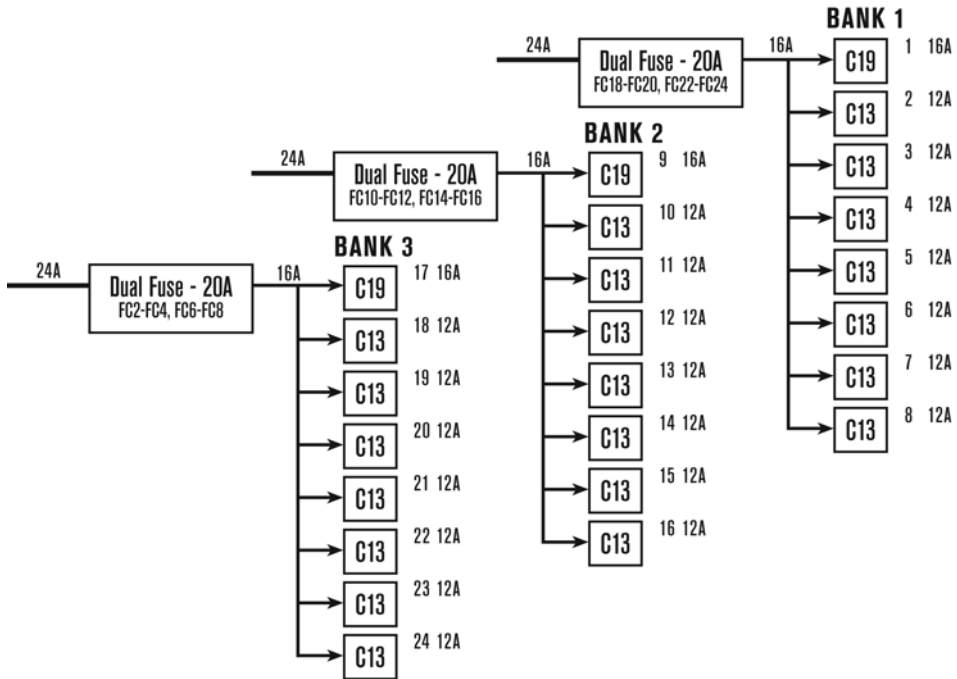 BANK 1
24A
Dual Fuse - 20A
FC18-FC20, FC22-FC24
16A
C19 1 16A
C13 2 12A
C13 3 12A
C13 4 12A
C13 5 12A
C13 6 12A
C13 7 12A
C13 8 12A
BANK 2
24A
Dual Fuse - 20A
FC10-FC12, FC14-FC16
16A
C19 9 16A
C13 10 12A
C13 11 12A
C13 12 12A
C13 13 12A
C13 14 12A
C13 15 12A
C13 16 12A
BANK 3
24A
Dual Fuse - 20A
FC2-FC4, FC6-FC8
16A
C19 17 16A
C13 18 12A
C13 19 12A
C13 20 12A
C13 21 12A
C13 22 12A
C13 23 12A
C13 24 12A